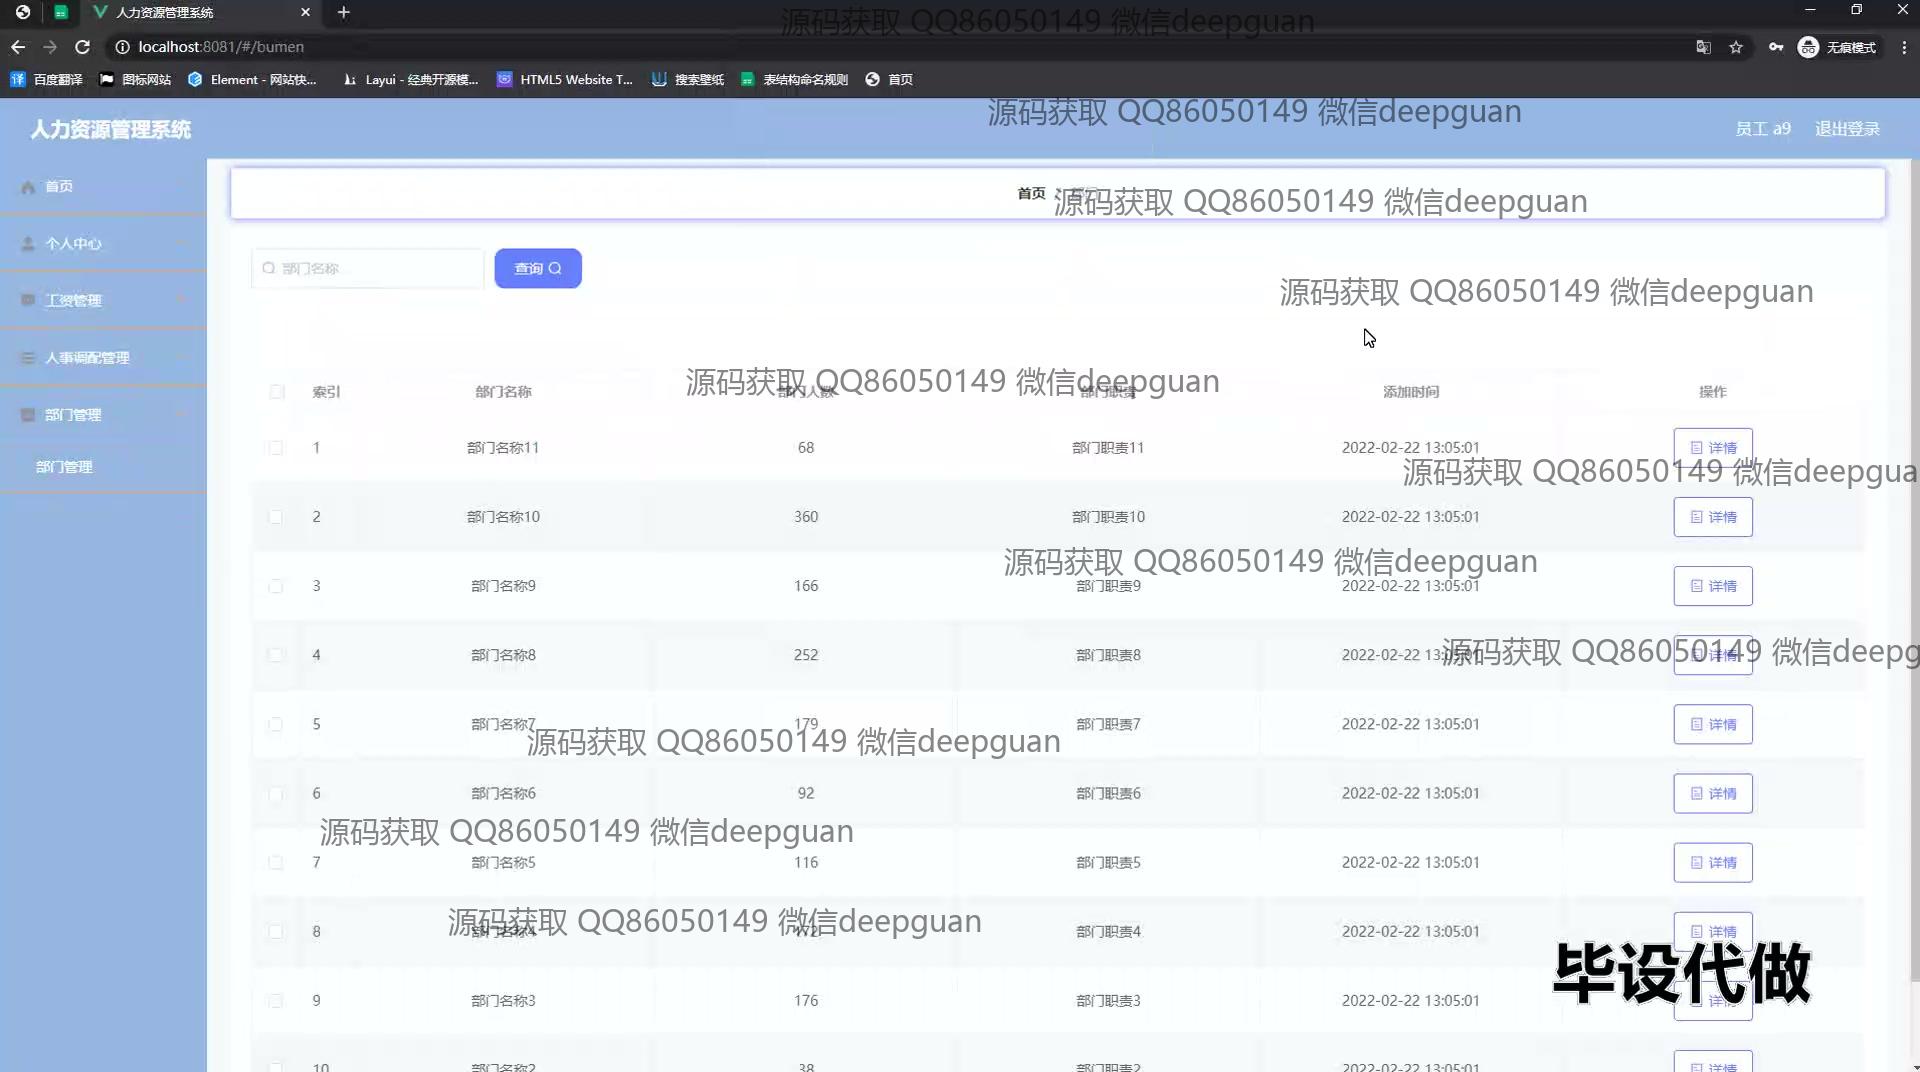 人力资源管理系统
localhost:8081/#/bumen
无痕模式
百度翻译
图标网站
Element - 网站快...
Layui - 经典开源模...
HTML5 Website T...
搜索壁纸
表结构命名规则
首页
源码获取 QQ86050149 微信deepguan
源码获取 QQ86050149 微信deepguan
人力资源管理系统
员工 a9
退出登录
首页
首页
源码获取 QQ86050149 微信deepguan
个人中心
部门名称
查询
源码获取 QQ86050149 微信deepguan
工资管理
人事调配管理
部门管理
部门管理
源码获取 QQ86050149 微信deepguan
索引 部门名称 部门人数 部门职责 添加时间 操作
1 部门名称11 68 部门职责11 2022-02-22 13:05:01 详情
源码获取 QQ86050149 微信deepgua
2 部门名称10 360 部门职责10 2022-02-22 13:05:01 详情
源码获取 QQ86050149 微信deepguan
3 部门名称9 166 部门职责9 2022-02-22 13:05:01 详情
4 部门名称8 252 部门职责8 2022-02-22 13:05:01 详情
源码获取 QQ86050149 微信deepg
5 部门名称7 179 部门职责7 2022-02-22 13:05:01 详情
源码获取 QQ86050149 微信deepguan
6 部门名称6 92 部门职责6 2022-02-22 13:05:01 详情
源码获取 QQ86050149 微信deepguan
7 部门名称5 116 部门职责5 2022-02-22 13:05:01 详情
源码获取 QQ86050149 微信deepguan
8 部门名称4 172 部门职责4 2022-02-22 13:05:01 详情
毕设代做
9 部门名称3 176 部门职责3 2022-02-22 13:05:01 详情
10 部门名称2 38 部门职责2 2022-02-22 13:05:01 详情